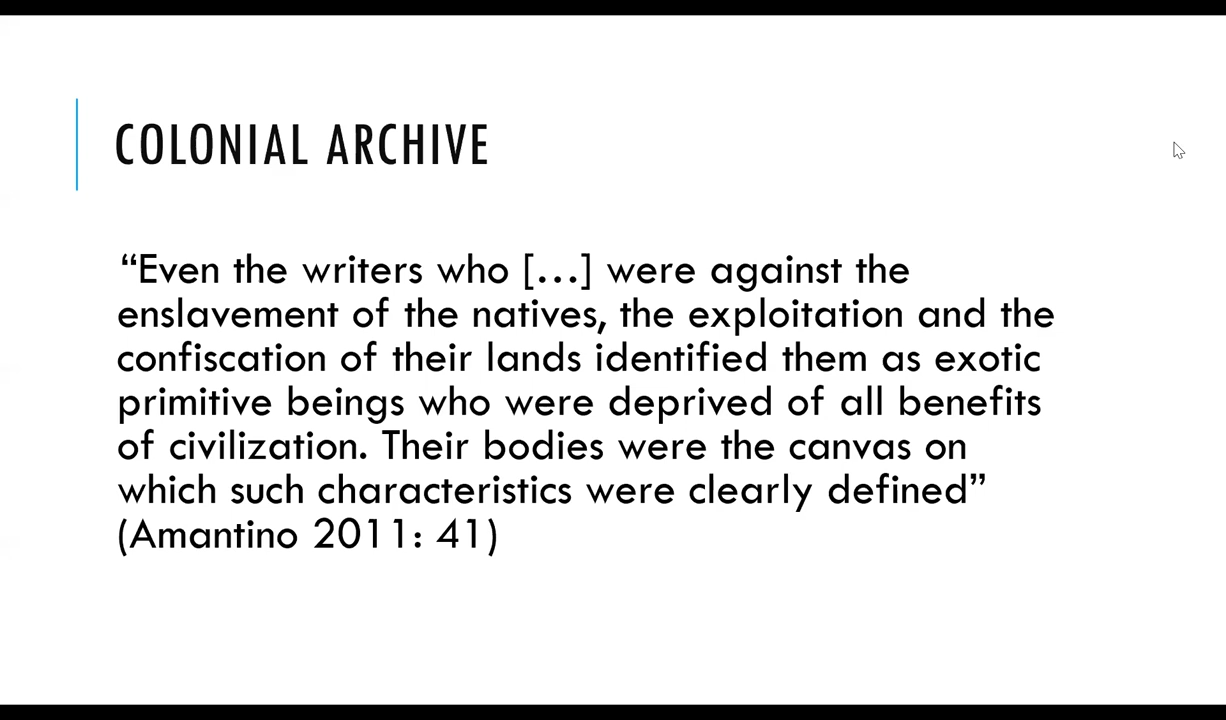 COLONIAL ARCHIVE
“Even the writers who […] were against the
enslavement of the natives, the exploitation and the
confiscation of their lands identified them as exotic
primitive beings who were deprived of all benefits
of civilization. Their bodies were the canvas on
which such characteristics were clearly defined”
(Amantino 2011: 41)